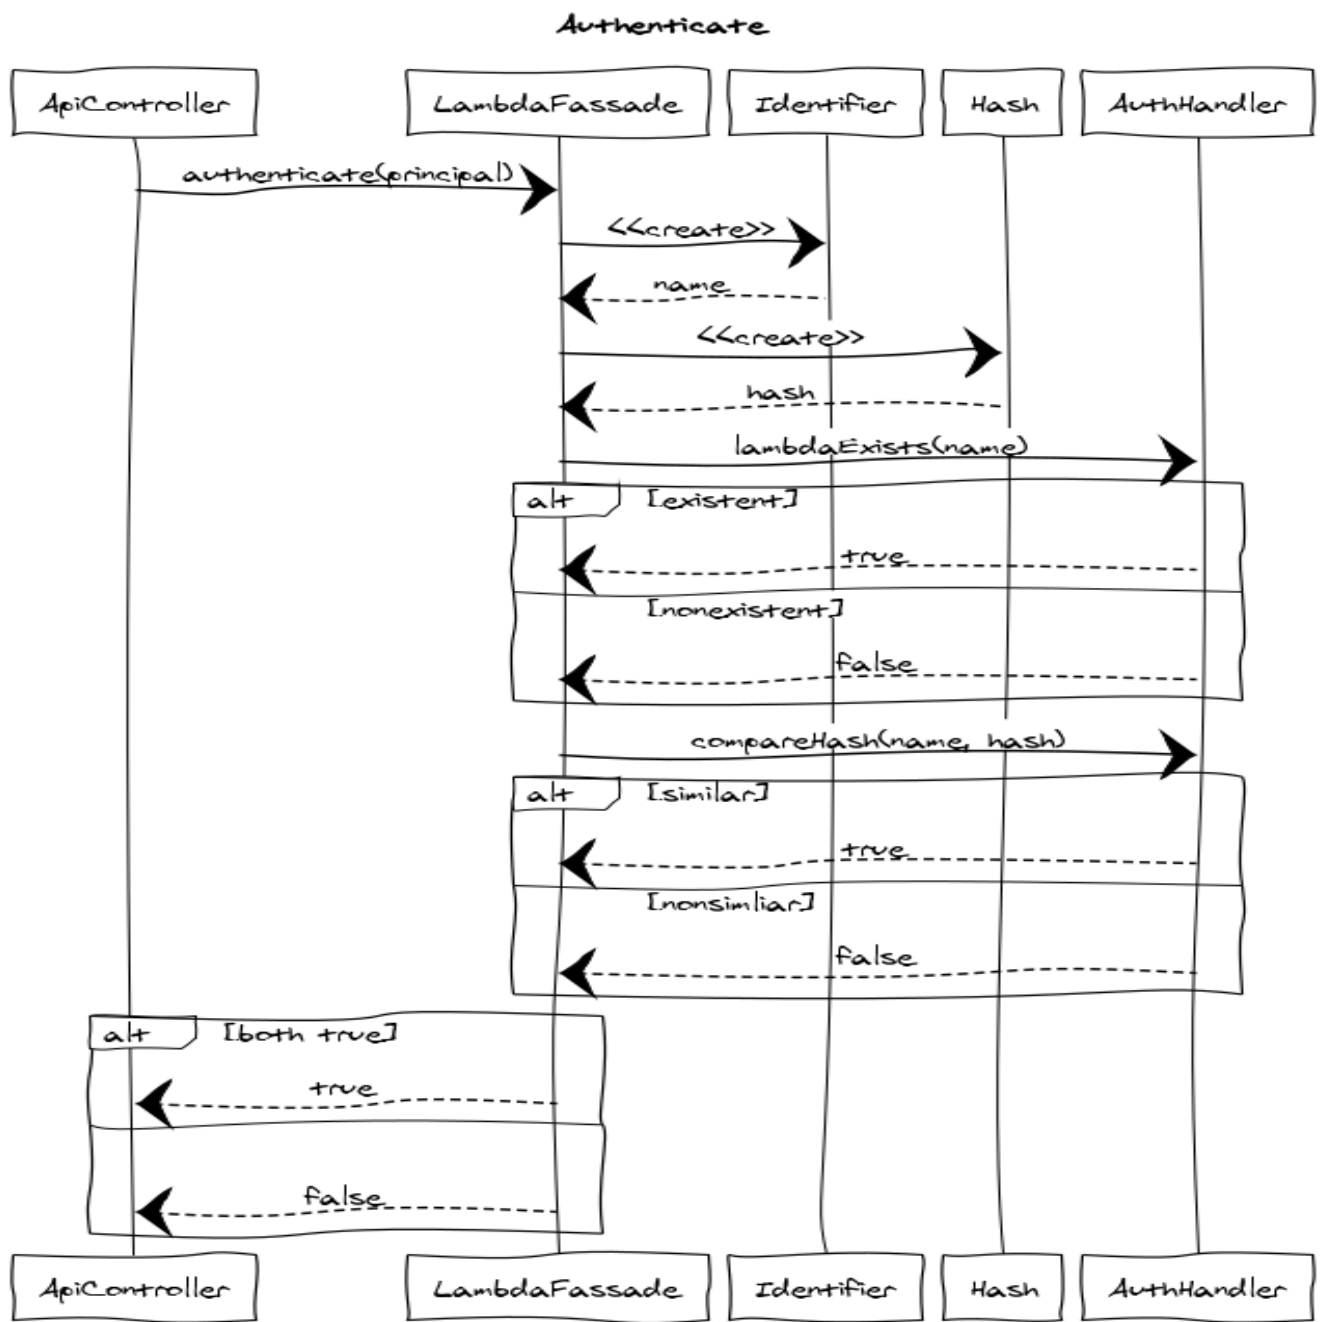 Authenticate
ApiController LambdaFassade Identifier Hash AuthHandler
authenticate(principal)
<<create>>
name
<<create>>
hash
lambdaExists(name)
alt [existent]
true
[nonexistent]
false
compareHash(name, hash)
alt [similar]
true
[nonsimliar]
false
alt [both true]
true
false
ApiController LambdaFassade Identifier Hash AuthHandler